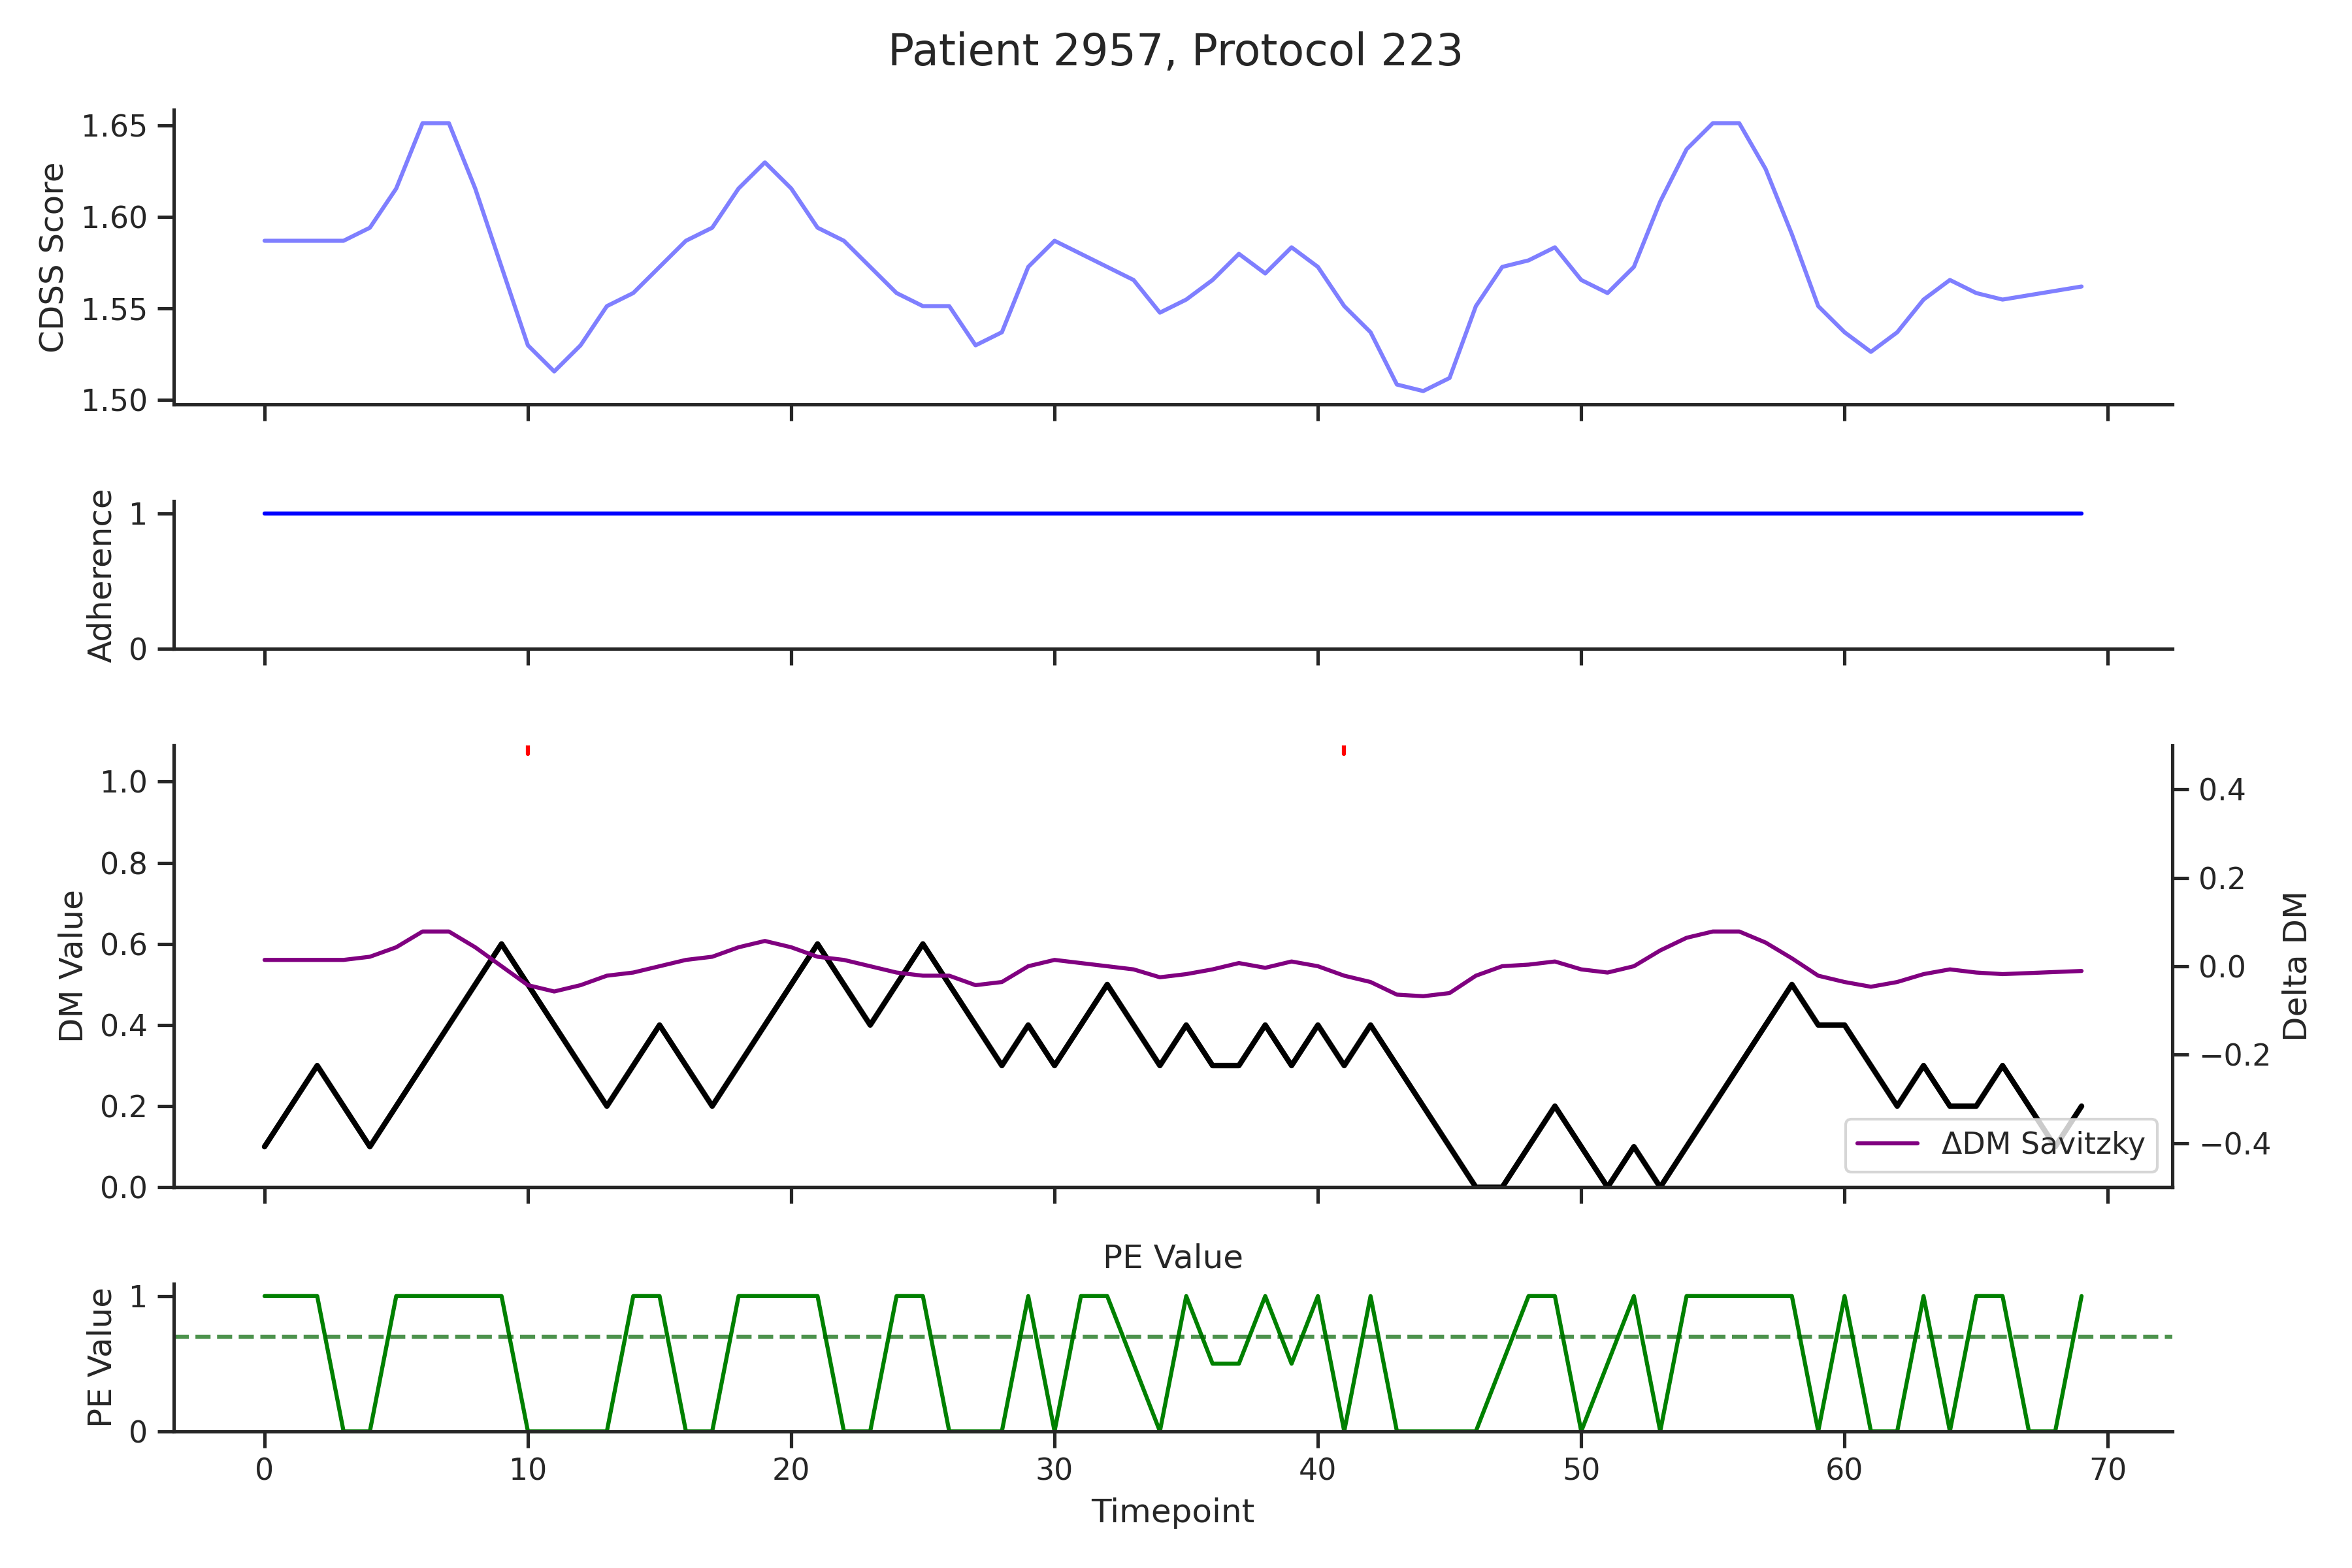 Patient 2957, Protocol 223
CDSS Score
1.65
1.60
1.55
1.50
Adherence
1
0
DM Value
1.0
0.8
0.6
0.4
0.2
0.0
Delta DM
0.4
0.2
0.0
−0.2
−0.4
ΔDM Savitzky
PE Value
PE Value
1
0
0 10 20 30 40 50 60 70
Timepoint